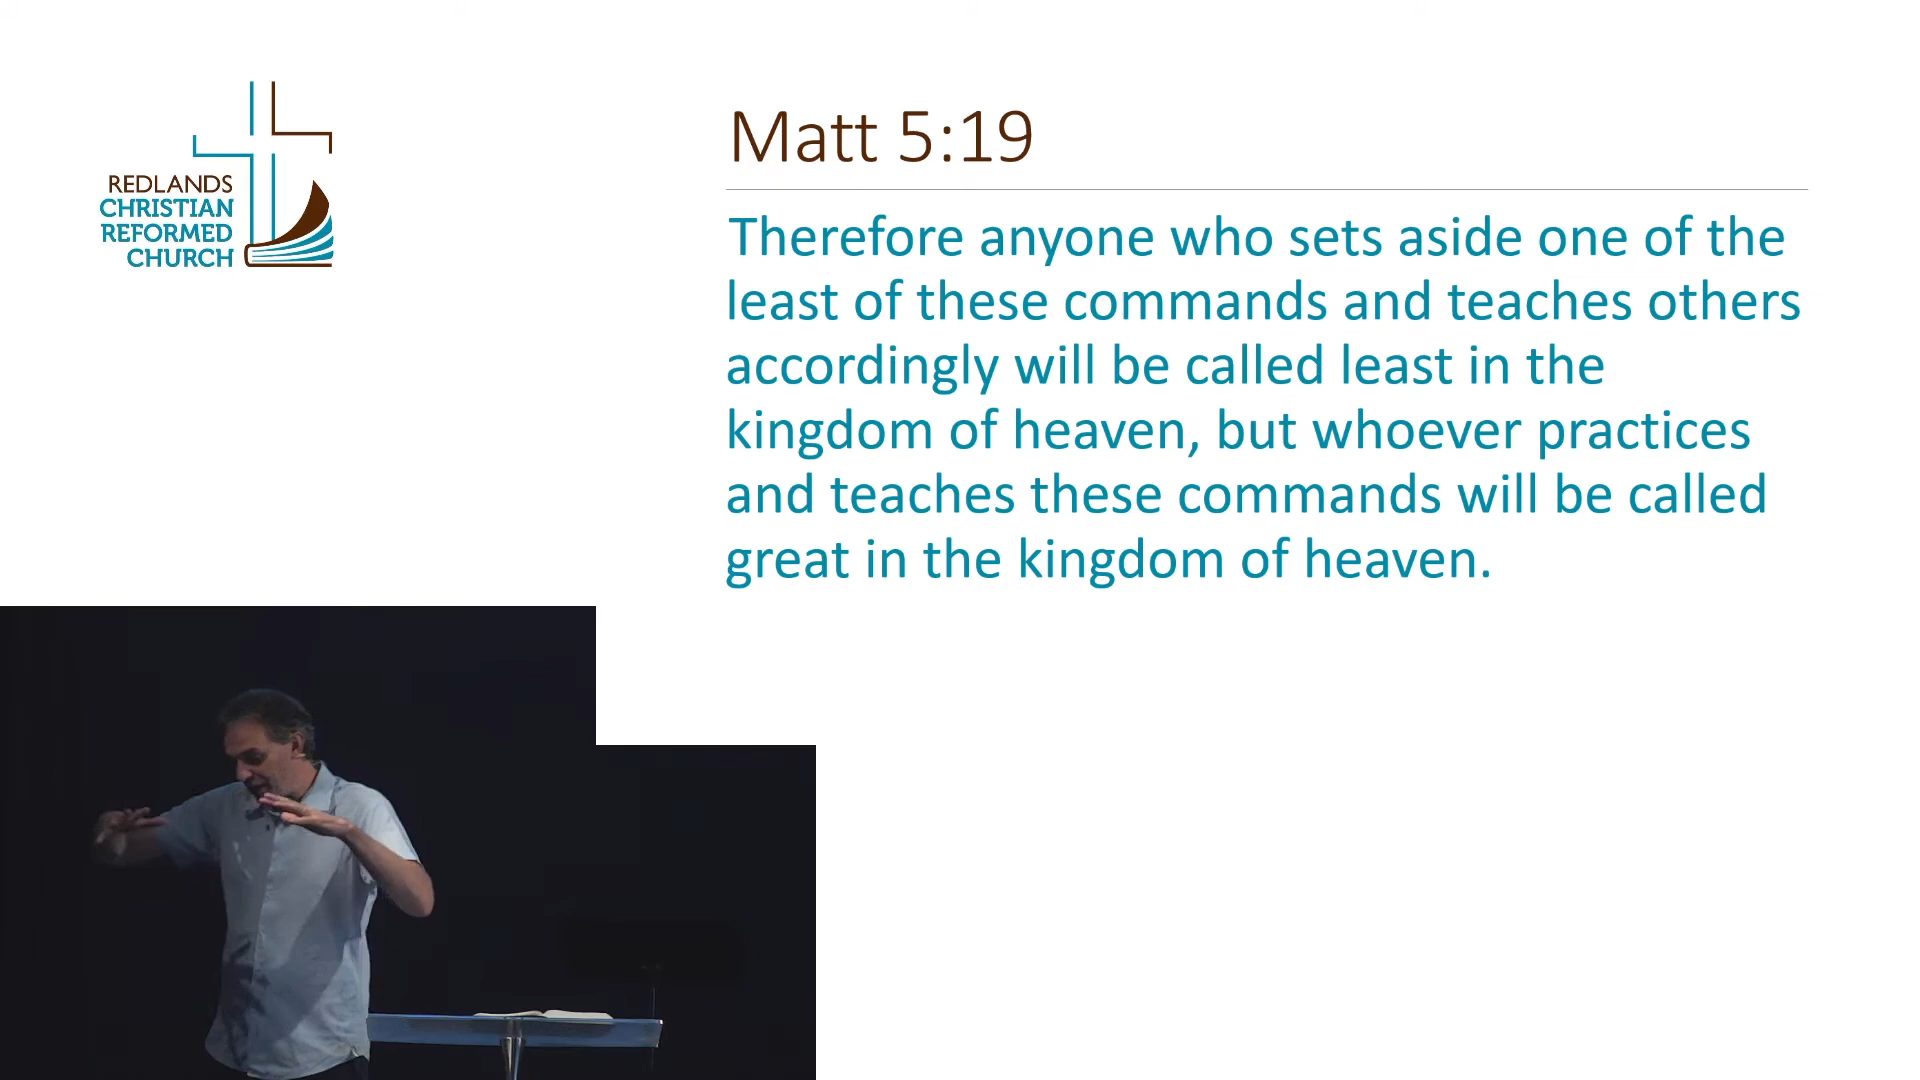 REDLANDS
CHRISTIAN
REFORMED
CHURCH
Matt 5:19
Therefore anyone who sets aside one of the
least of these commands and teaches others
accordingly will be called least in the
kingdom of heaven, but whoever practices
and teaches these commands will be called
great in the kingdom of heaven.